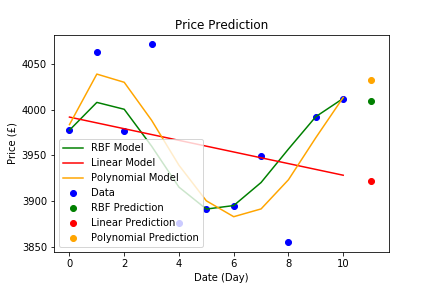 Price Prediction
Price (£)
4050
4000
3950
3900
3850
RBF Model
Linear Model
Polynomial Model
Data
RBF Prediction
Linear Prediction
Polynomial Prediction
0 2 4 6 8 10
Date (Day)